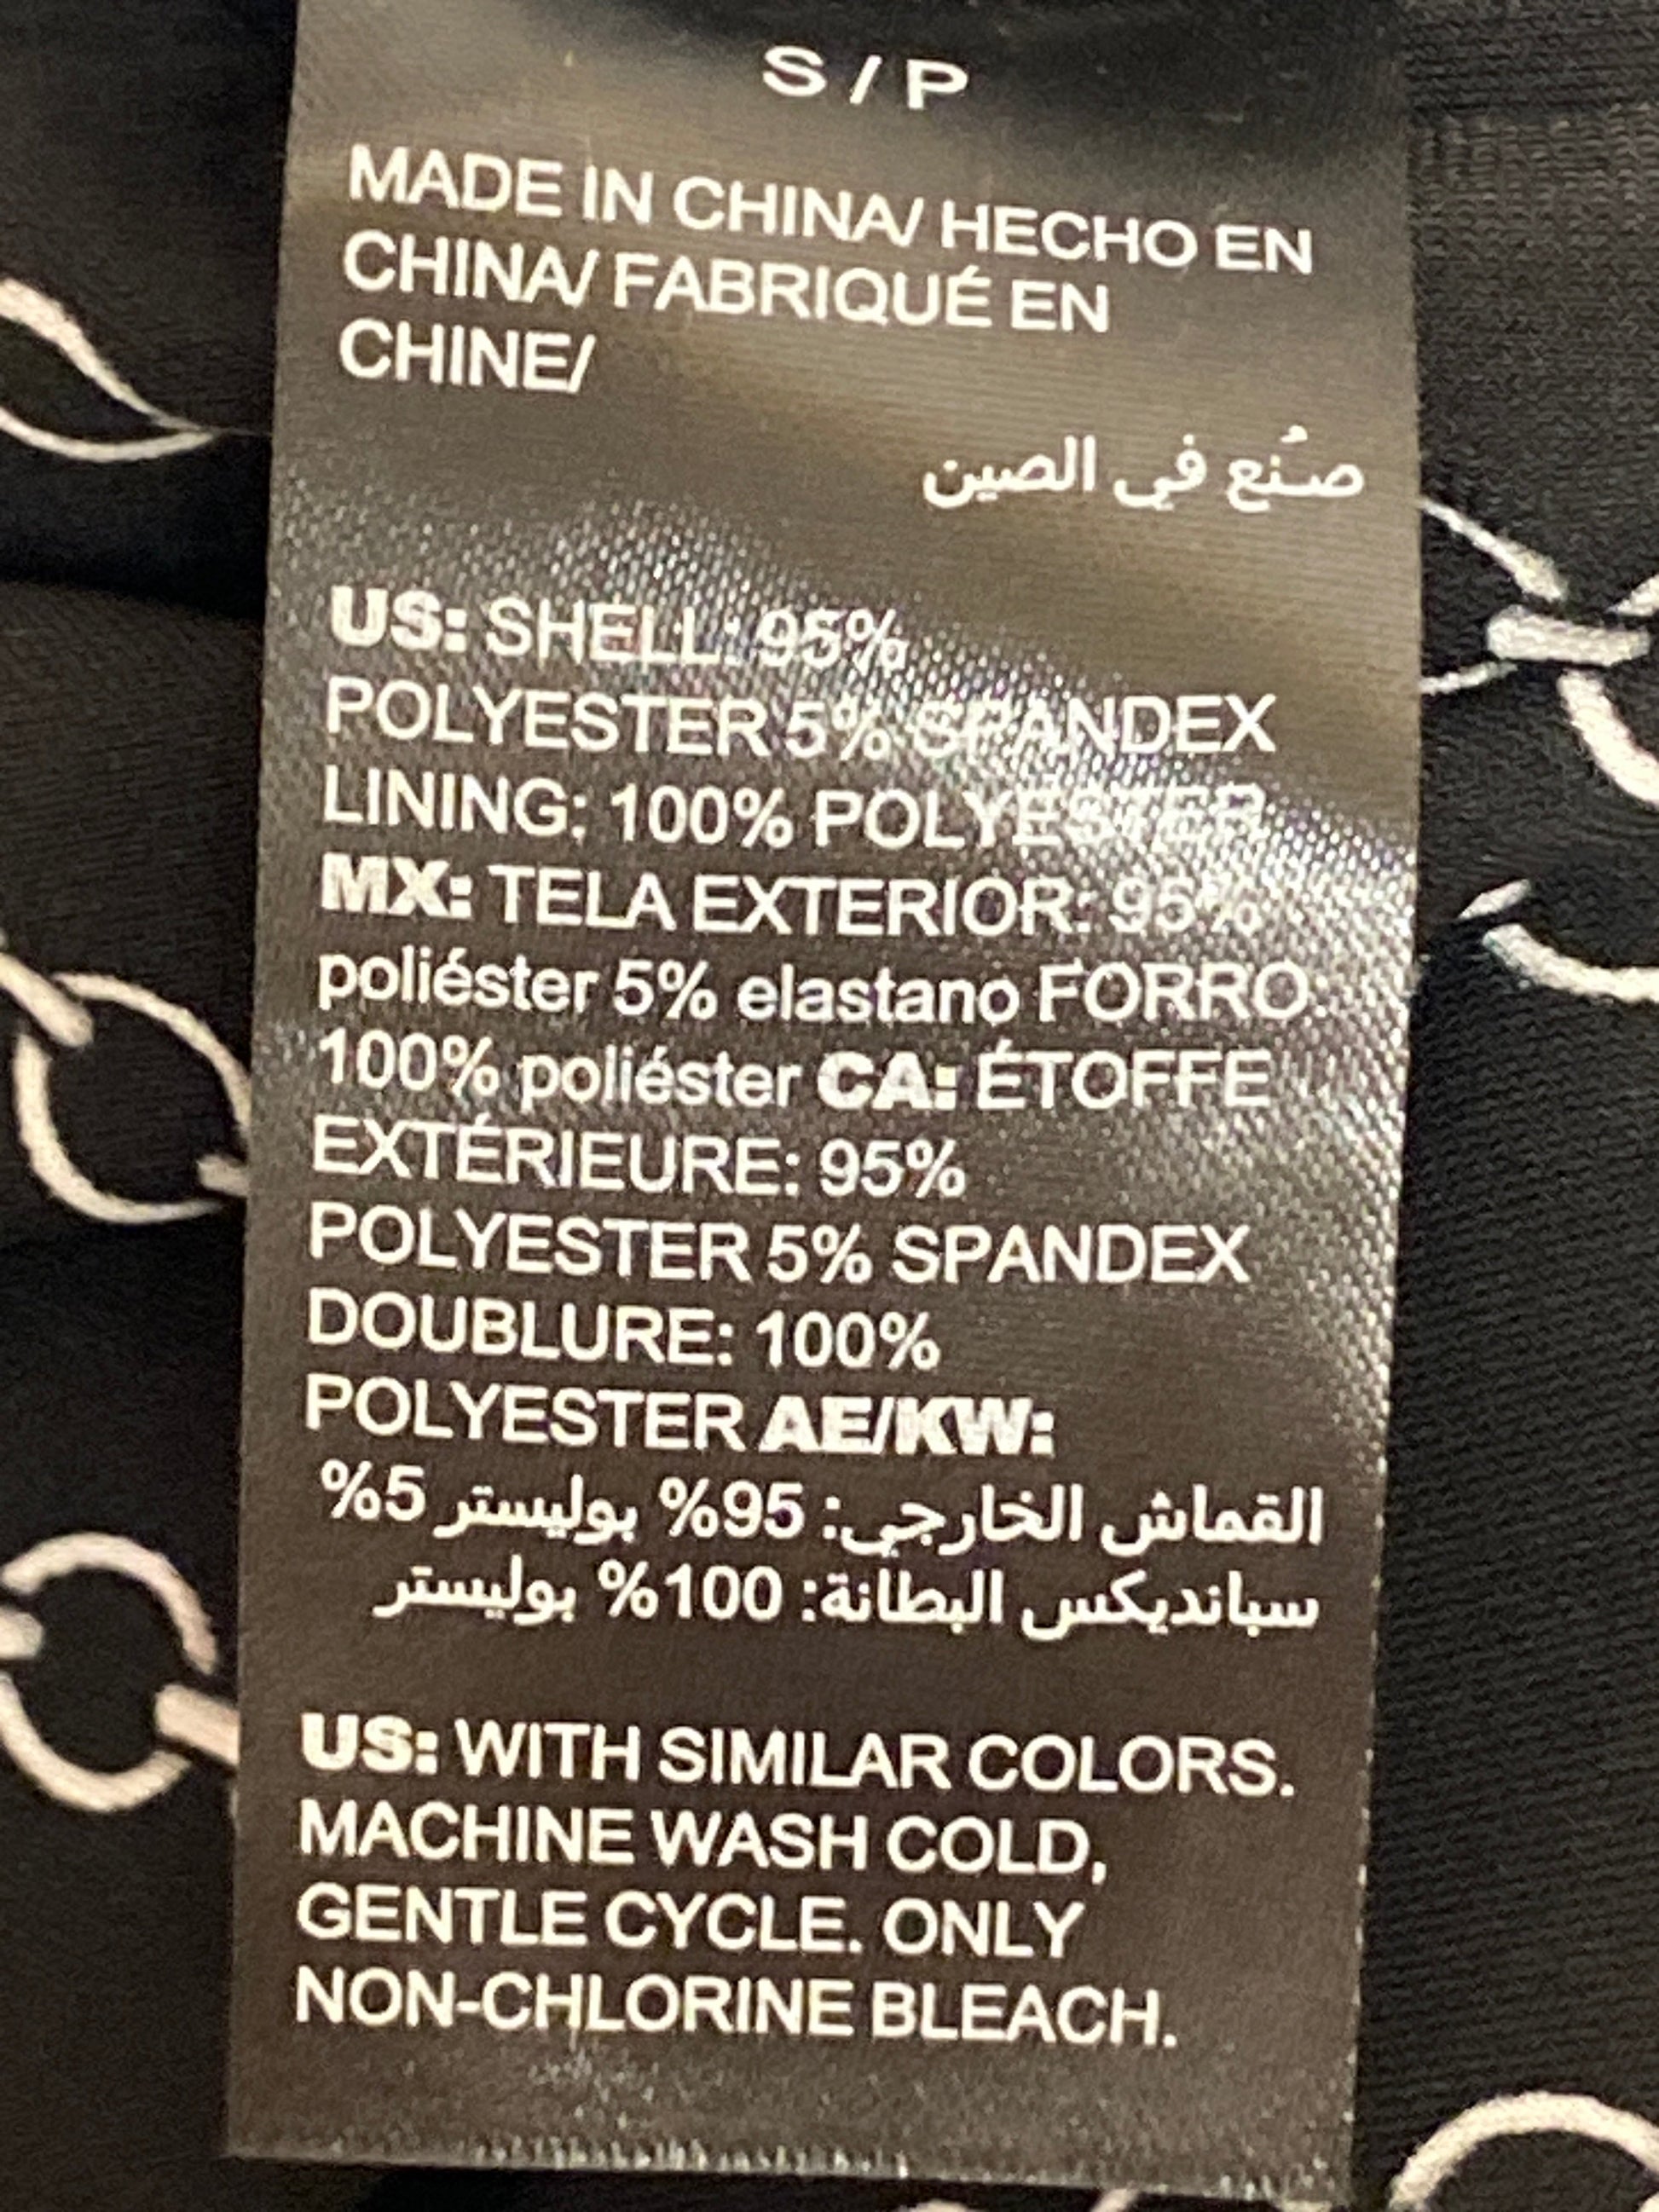 S / P
MADE IN CHINA/ HECHO EN
CHINA/ FABRIQUÉ EN
CHINE/
صُنع في الصين
US: SHELL: 95%
POLYESTER 5% SPANDEX
LINING: 100% POLYESTER
MX: TELA EXTERIOR: 95%
poliéster 5% elastano FORRO:
100% poliéster CA: ÉTOFFE
EXTÉRIEURE: 95%
POLYESTER 5% SPANDEX
DOUBLURE: 100%
POLYESTER AE/KW:
القماش الخارجي: 95% بوليستر 5%
سبانديكس البطانة: 100% بوليستر
US: WITH SIMILAR COLORS.
MACHINE WASH COLD,
GENTLE CYCLE. ONLY
NON-CHLORINE BLEACH.